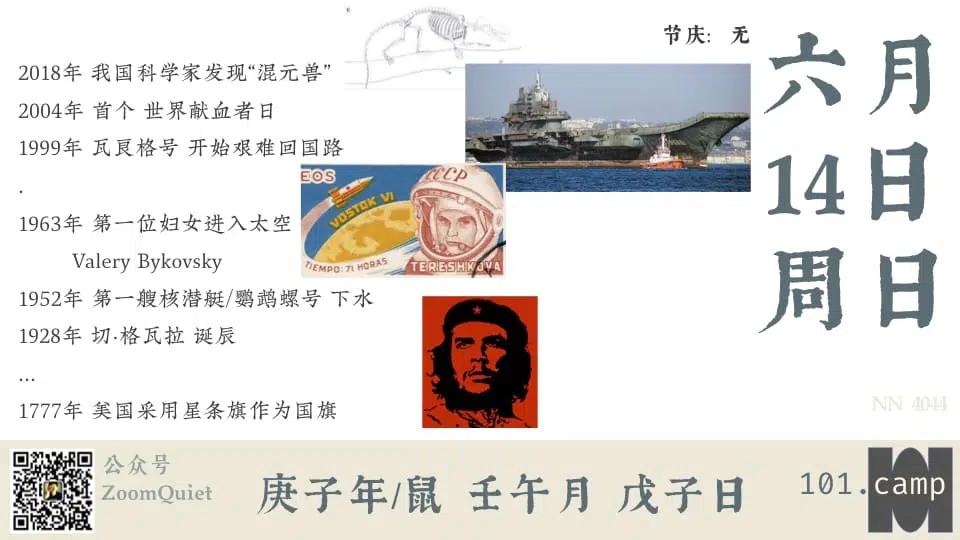 节庆： 无
六月
14日
周日
2018年 我国科学家发现“混元兽”
2004年 首个 世界献血者日
1999年 瓦良格号 开始艰难回国路
.
1963年 第一位妇女进入太空
Valery Bykovsky
1952年 第一艘核潜艇/鹦鹉螺号 下水
1928年 切·格瓦拉 诞辰
...
1777年 美国采用星条旗作为国旗
EOS
CCCP
VOSTOK VI
TIEMPO: 71 HORAS
TERESHKOVA
NN 4044
公众号
ZoomQuiet
庚子年/鼠 壬午月 戊子日
101.camp